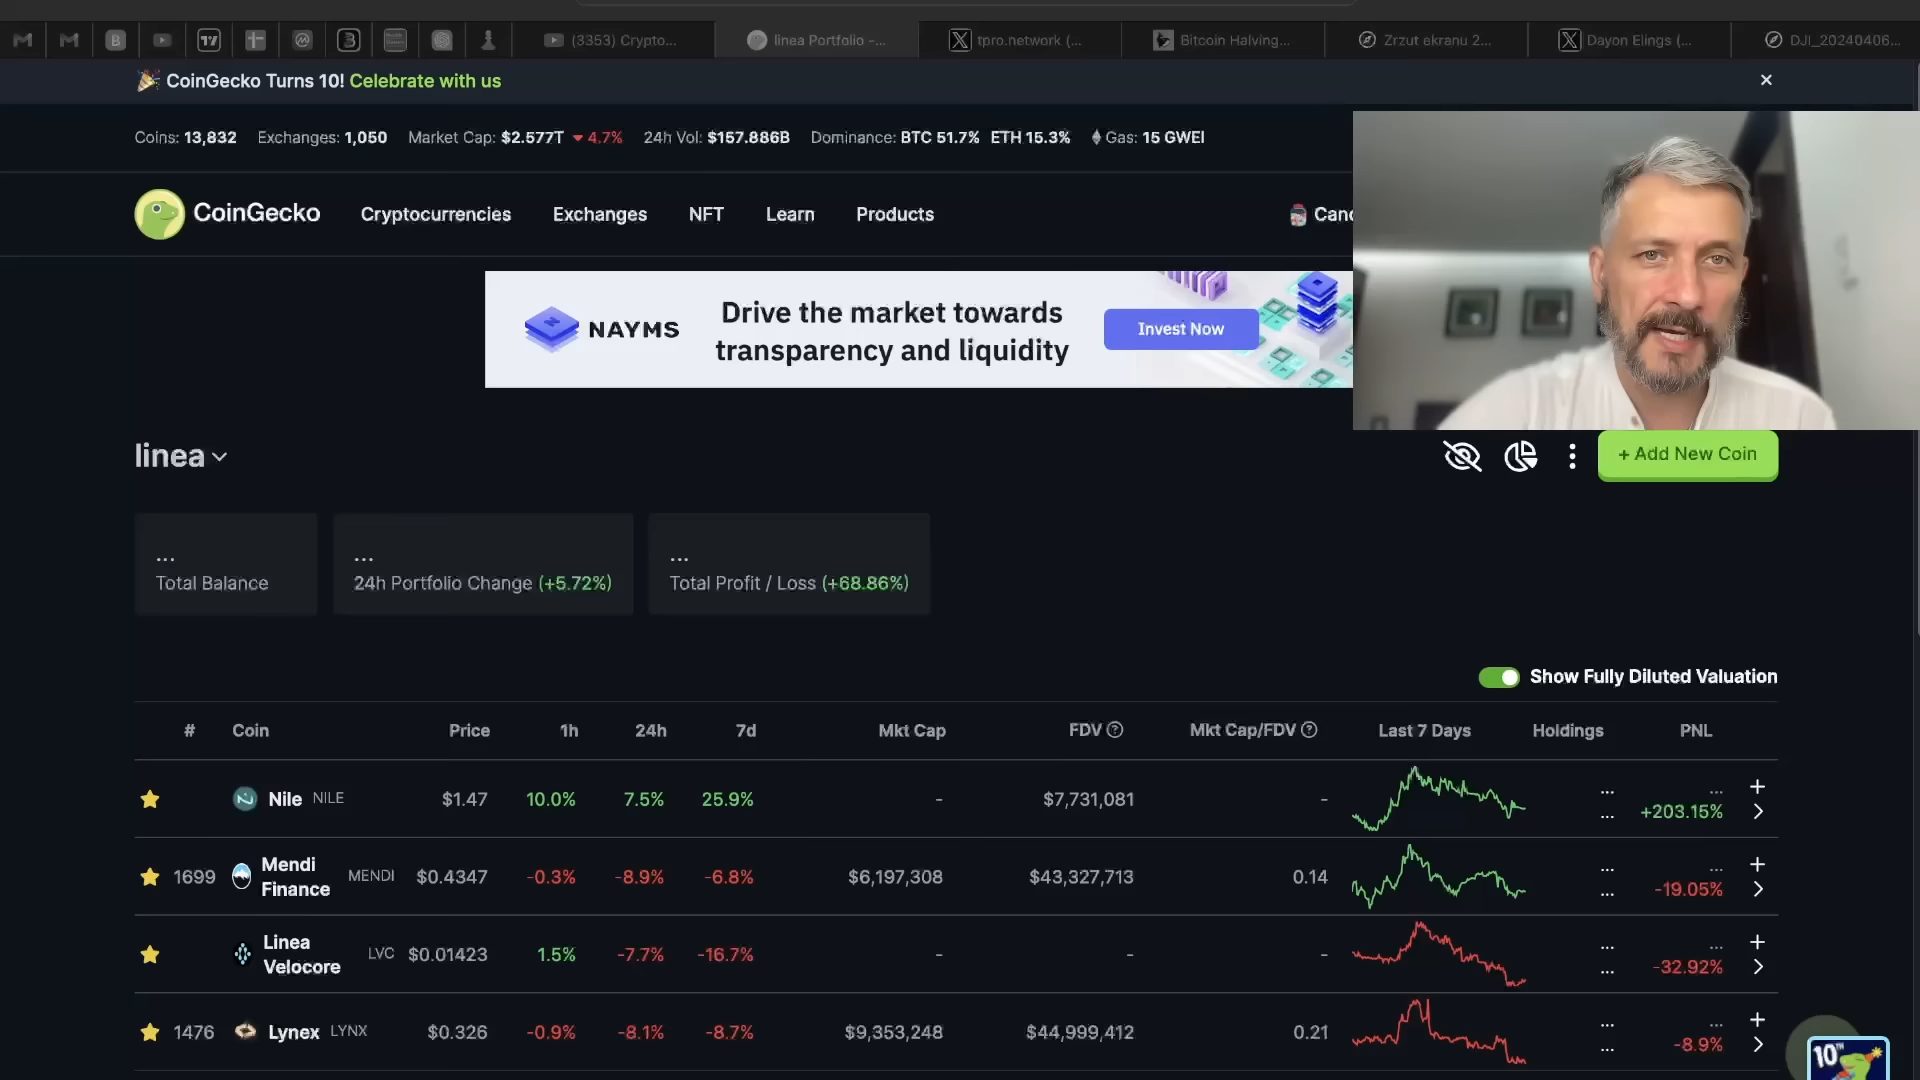 (3353) Crypto...
linea Portfolio -...
tpro.network (...
Bitcoin Halving...
Zrzut ekranu 2...
Dayon Elings (...
DJI_20240406...
CoinGecko Turns 10! Celebrate with us
Coins: 13,832 Exchanges: 1,050 Market Cap: $2.577T 4.7% 24h Vol: $157.886B Dominance: BTC 51.7% ETH 15.3% Gas: 15 GWEI
CoinGecko Cryptocurrencies Exchanges NFT Learn Products Cand
NAYMS
Drive the market towards
transparency and liquidity
Invest Now
linea
+ Add New Coin
...
Total Balance
...
24h Portfolio Change (+5.72%)
...
Total Profit / Loss (+68.86%)
Show Fully Diluted Valuation
# Coin Price 1h 24h 7d Mkt Cap FDV Mkt Cap/FDV Last 7 Days Holdings PNL
Nile NILE $1.47 10.0% 7.5% 25.9% - $7,731,081 - ... ... ... +203.15%
1699 Mendi Finance MENDI $0.4347 -0.3% -8.9% -6.8% $6,197,308 $43,327,713 0.14 ... ... ... -19.05%
Linea Velocore LVC $0.01423 1.5% -7.7% -16.7% - - - ... ... ... -32.92%
1476 Lynex LYNX $0.326 -0.9% -8.1% -8.7% $9,353,248 $44,999,412 0.21 ... ... ... -8.9%
10TH